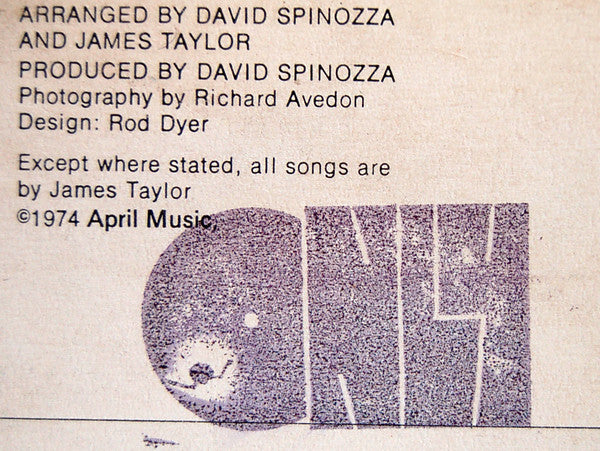 ARRANGED BY DAVID SPINOZZA
AND JAMES TAYLOR
PRODUCED BY DAVID SPINOZZA
Photography by Richard Avedon
Design: Rod Dyer
Except where stated, all songs are
by James Taylor
©1974 April Music,